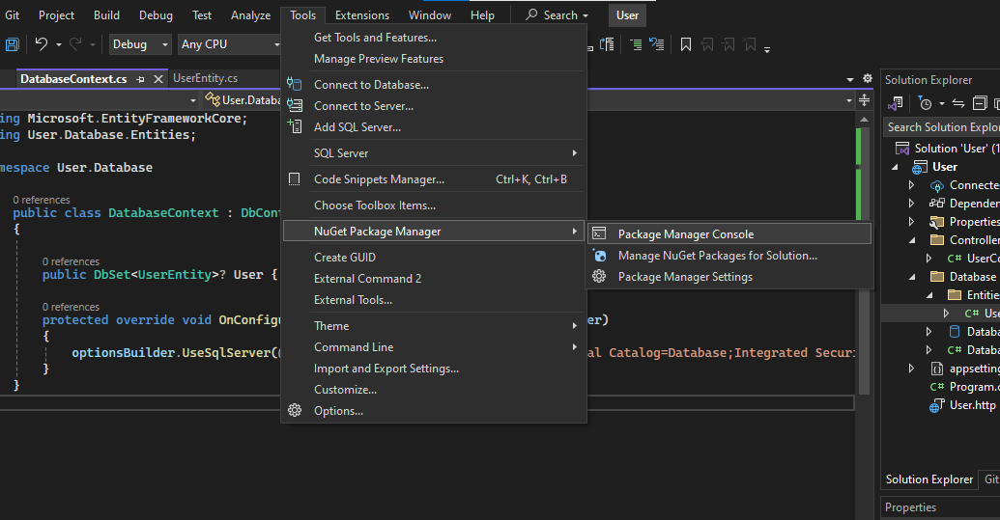 Git Project Build Debug Test Analyze Tools Extensions Window Help Search User
Debug Any CPU
DatabaseContext.cs UserEntity.cs
User.Databa
ing Microsoft.EntityFrameworkCore;
ing User.Database.Entities;
mespace User.Database
0 references
public class DatabaseContext : DbCont
{
0 references
public DbSet<UserEntity>? User {
0 references
protected override void OnConfigu
er)
{
optionsBuilder.UseSqlServer(
al Catalog=Database;Integrated Securi
}
}
Get Tools and Features...
Manage Preview Features
Connect to Database...
Connect to Server...
Add SQL Server...
SQL Server
Code Snippets Manager... Ctrl+K, Ctrl+B
Choose Toolbox Items...
NuGet Package Manager
Create GUID
External Command 2
External Tools...
Theme
Command Line
Import and Export Settings...
Customize...
Options...
Package Manager Console
Manage NuGet Packages for Solution...
Package Manager Settings
Solution Explorer
Search Solution Explo
Solution 'User' (1
User
Connecte
Depender
Properties
Controller
C# UserCo
Database
Entities
C# Use
Databa
C# Databa
appsetting
C# Program.c
User.http
Solution Explorer Git
Properties